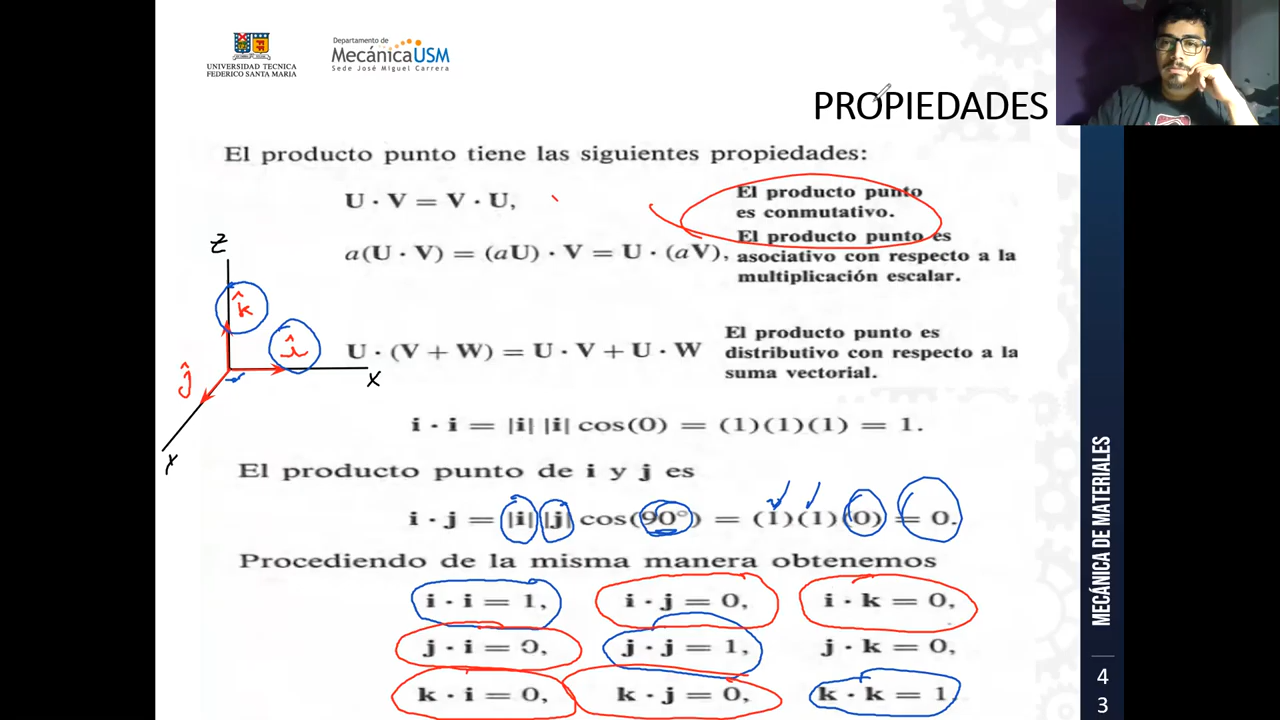 UNIVERSIDAD TECNICA
FEDERICO SANTA MARIA
Departamento de
MecánicaUSM
Sede José Miguel Carrera
PROPIEDADES
El producto punto tiene las siguientes propiedades:
U · V = V · U,
El producto punto
es conmutativo.
a(U · V) = (aU) · V = U · (aV),
El producto punto es
asociativo con respecto a la
multiplicación escalar.
Z
k̂
î
ĵ
X
U · (V + W) = U · V + U · W
El producto punto es
distributivo con respecto a la
suma vectorial.
i · i = |i| |i| cos(0) = (1)(1)(1) = 1.
El producto punto de i y j es
i · j = |i| |j| cos(90°) = (1)(1)(0) = 0.
Procediendo de la misma manera obtenemos
i · i = 1, i · j = 0, i · k = 0,
j · i = 0, j · j = 1, j · k = 0,
k · i = 0, k · j = 0, k · k = 1.
MECÁNICA DE MATERIALES
4
3